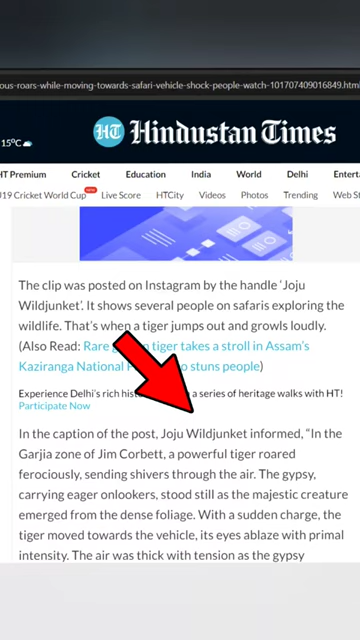 ous-roars-while-moving-towards-safari-vehicle-shock-people-watch-101707409016849.html
15°C
HT Hindustan Times
HT Premium Cricket Education India World Delhi Entert
19 Cricket World Cup New Live Score HTCity Videos Photos Trending Web St
The clip was posted on Instagram by the handle ‘Joju
Wildjunket’. It shows several people on safaris exploring the
wildlife. That’s when a tiger jumps out and growls loudly.
(Also Read: Rare tiger takes a stroll in Assam’s
Kaziranga National stuns people)
Experience Delhi’s rich a series of heritage walks with HT!
Participate Now
In the caption of the post, Joju Wildjunket informed, “In the
Garjia zone of Jim Corbett, a powerful tiger roared
ferociously, sending shivers through the air. The gypsy,
carrying eager onlookers, stood still as the majestic creature
emerged from the dense foliage. With a sudden charge, the
tiger moved towards the vehicle, its eyes ablaze with primal
intensity. The air was thick with tension as the gypsy